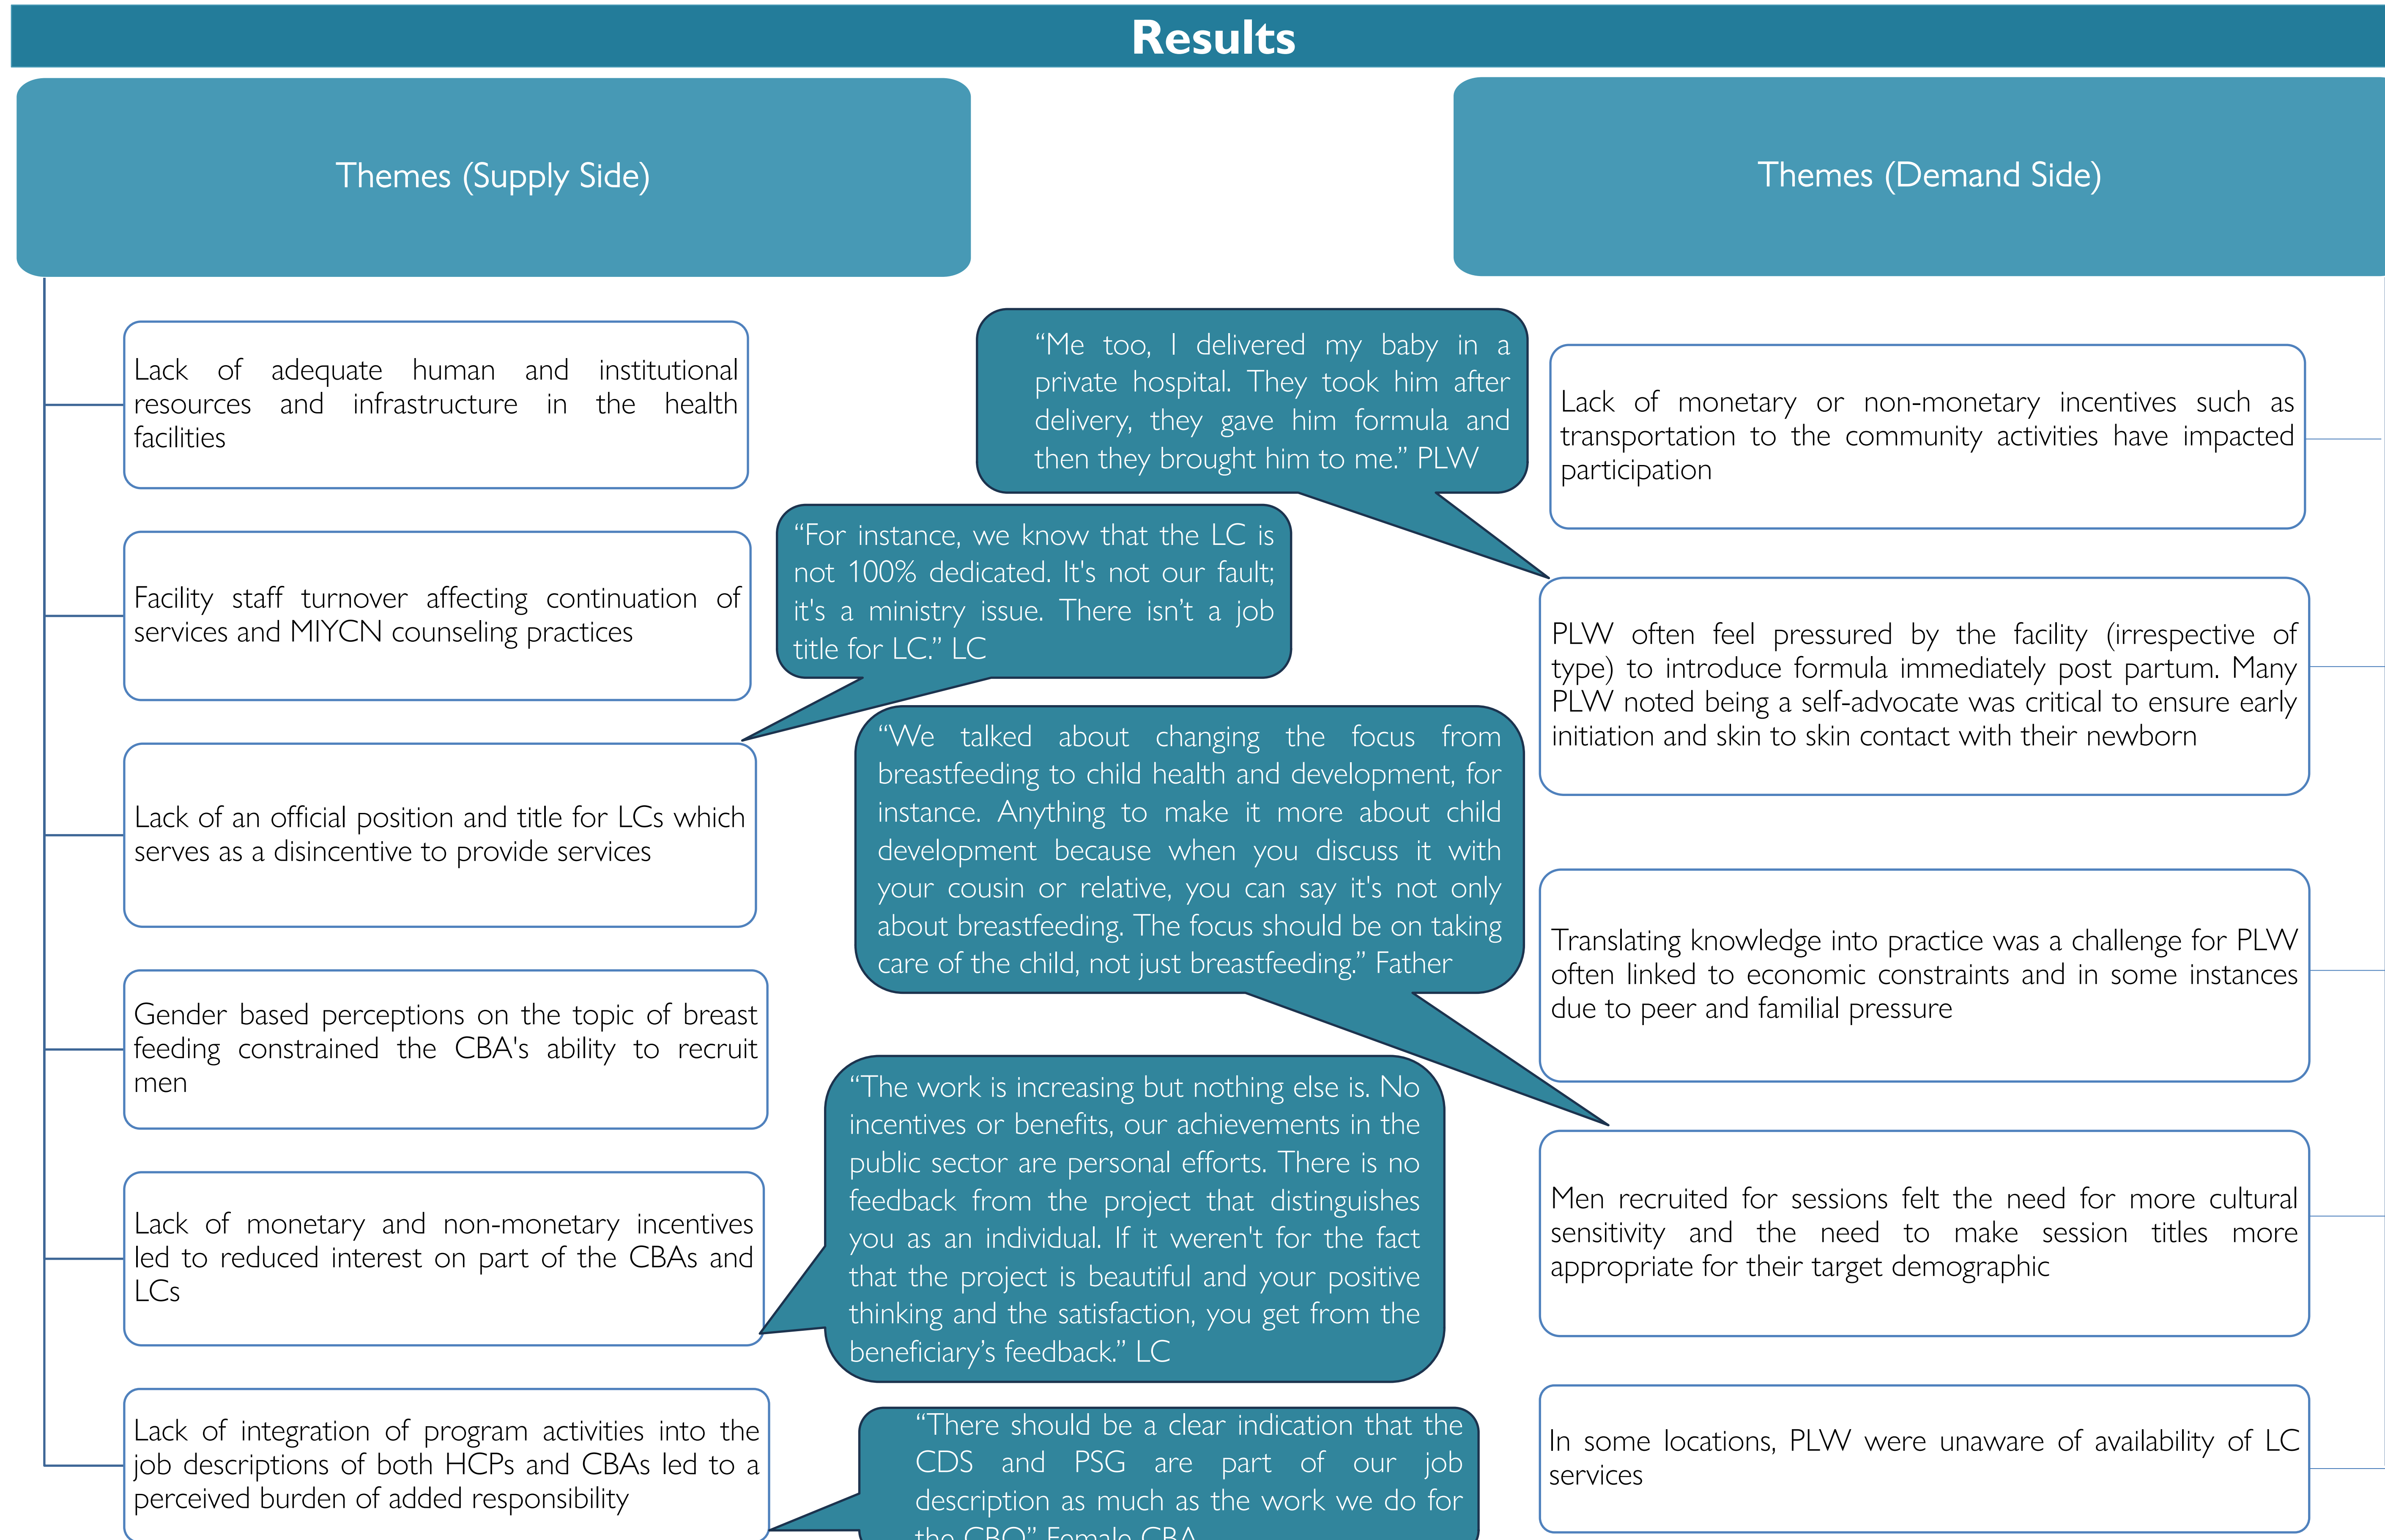 Results
Themes (Supply Side)
Lack of adequate human and institutional
resources and infrastructure in the health
facilities
Facility staff turnover affecting continuation of
services and MIYCN counseling practices
Lack of an official position and title for LCs which
serves as a disincentive to provide services
Gender based perceptions on the topic of breast
feeding constrained the CBA's ability to recruit
men
Lack of monetary and non-monetary incentives
led to reduced interest on part of the CBAs and
LCs
Lack of integration of program activities into the
job descriptions of both HCPs and CBAs led to a
perceived burden of added responsibility
“Me too, I delivered my baby in a
private hospital. They took him after
delivery, they gave him formula and
then they brought him to me.” PLW
“For instance, we know that the LC is
not 100% dedicated. It's not our fault;
it's a ministry issue. There isn’t a job
title for LC.” LC
“We talked about changing the focus from
breastfeeding to child health and development, for
instance. Anything to make it more about child
development because when you discuss it with
your cousin or relative, you can say it's not only
about breastfeeding. The focus should be on taking
care of the child, not just breastfeeding.” Father
“The work is increasing but nothing else is. No
incentives or benefits, our achievements in the
public sector are personal efforts. There is no
feedback from the project that distinguishes
you as an individual. If it weren't for the fact
that the project is beautiful and your positive
thinking and the satisfaction, you get from the
beneficiary’s feedback.” LC
“There should be a clear indication that the
CDS and PSG are part of our job
description as much as the work we do for
the CBO” Female CBA
Themes (Demand Side)
Lack of monetary or non-monetary incentives such as
transportation to the community activities have impacted
participation
PLW often feel pressured by the facility (irrespective of
type) to introduce formula immediately post partum. Many
PLW noted being a self-advocate was critical to ensure early
initiation and skin to skin contact with their newborn
Translating knowledge into practice was a challenge for PLW
often linked to economic constraints and in some instances
due to peer and familial pressure
Men recruited for sessions felt the need for more cultural
sensitivity and the need to make session titles more
appropriate for their target demographic
In some locations, PLW were unaware of availability of LC
services